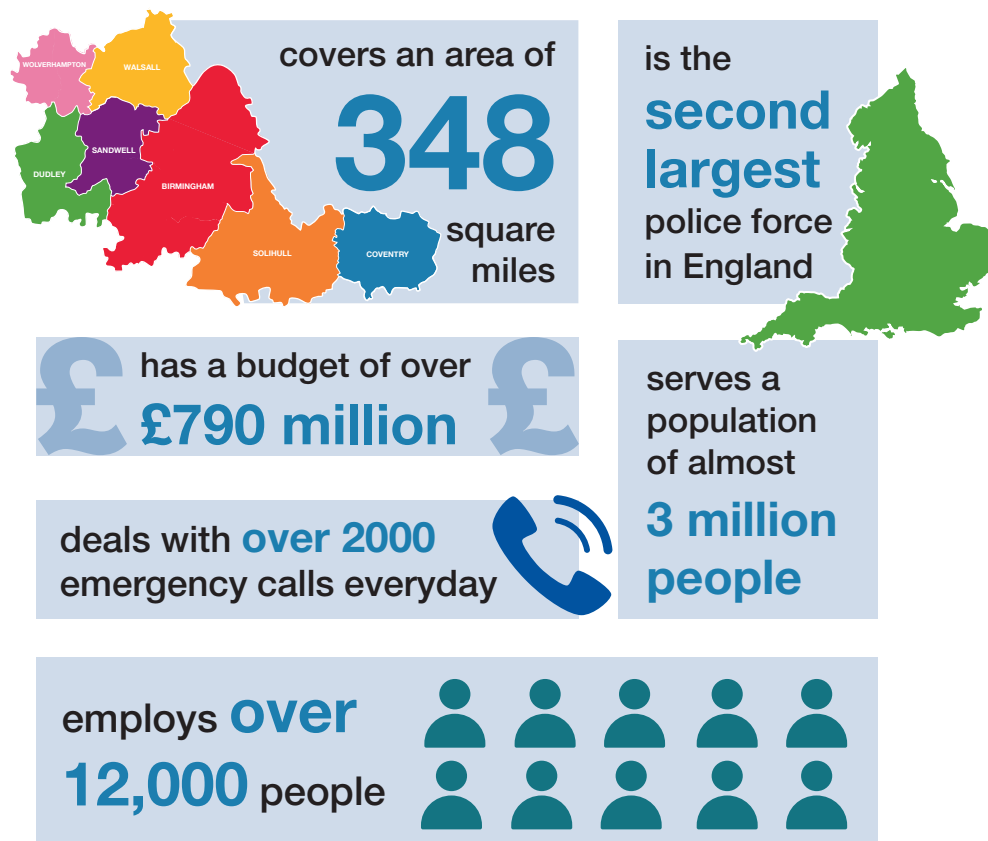 WOLVERHAMPTON
WALSALL
SANDWELL
DUDLEY
BIRMINGHAM
SOLIHULL
COVENTRY
covers an area of
348
square
miles
is the
second
largest
police force
in England
£
has a budget of over
£790 million
£
serves a
population
of almost
3 million
people
deals with over 2000
emergency calls everyday
employs over
12,000 people